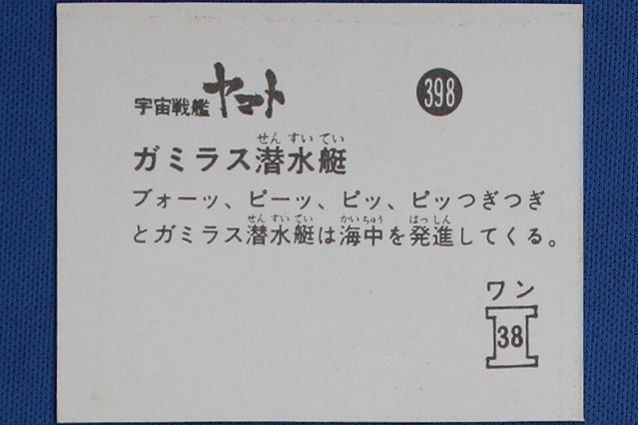 宇宙戦艦ヤマト 398
せんすいてい
ガミラス潜水艇
ブォーッ、ピーッ、ピッ、ピッつぎつぎ
せんすいてい かいちゅう はっしん
とガミラス潜水艇は海中を発進してくる。
ワン
38